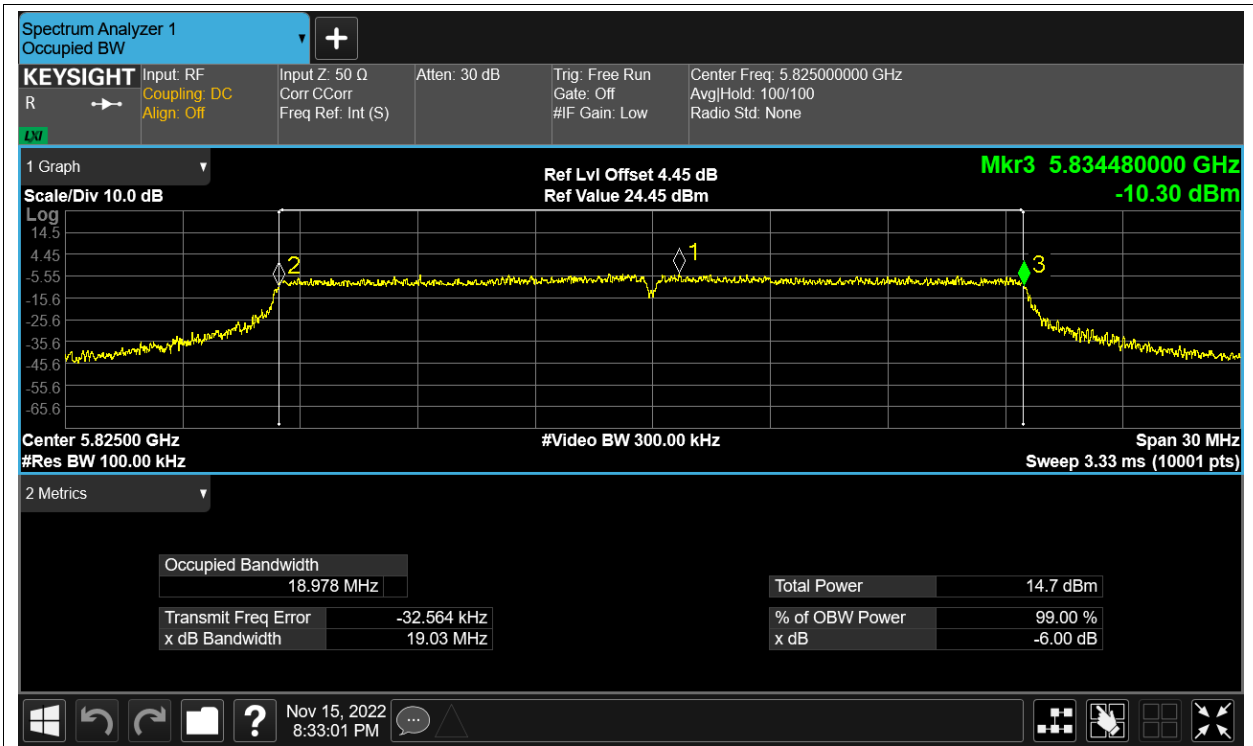 Spectrum Analyzer 1
Occupied BW
KEYSIGHT
R
LXI
Input: RF
Coupling: DC
Align: Off
Input Z: 50 Ω
Corr CCorr
Freq Ref: Int (S)
Atten: 30 dB
Trig: Free Run
Gate: Off
#IF Gain: Low
Center Freq: 5.825000000 GHz
Avg|Hold: 100/100
Radio Std: None
1 Graph
Scale/Div 10.0 dB
Ref Lvl Offset 4.45 dB
Ref Value 24.45 dBm
Mkr3 5.834480000 GHz
-10.30 dBm
Log
14.5
4.45
-5.55
-15.6
-25.6
-35.6
-45.6
-55.6
-65.6
2
1
3
Center 5.82500 GHz
#Video BW 300.00 kHz
Span 30 MHz
#Res BW 100.00 kHz
Sweep 3.33 ms (10001 pts)
2 Metrics
Occupied Bandwidth
18.978 MHz
Total Power 14.7 dBm
Transmit Freq Error -32.564 kHz
% of OBW Power 99.00 %
x dB Bandwidth 19.03 MHz
x dB -6.00 dB
?
Nov 15, 2022
8:33:01 PM